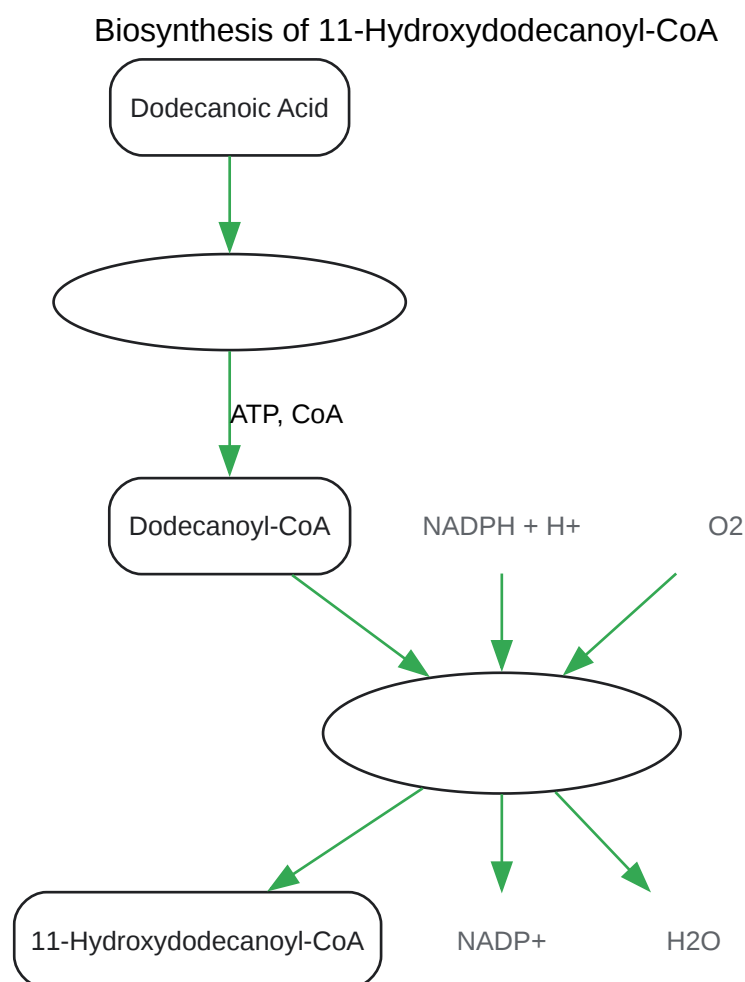 Biosynthesis of 11-Hydroxydodecanoyl-CoA
Dodecanoic Acid
ATP, CoA
Dodecanoyl-CoA
NADPH + H+
O2
11-Hydroxydodecanoyl-CoA
NADP+
H2O